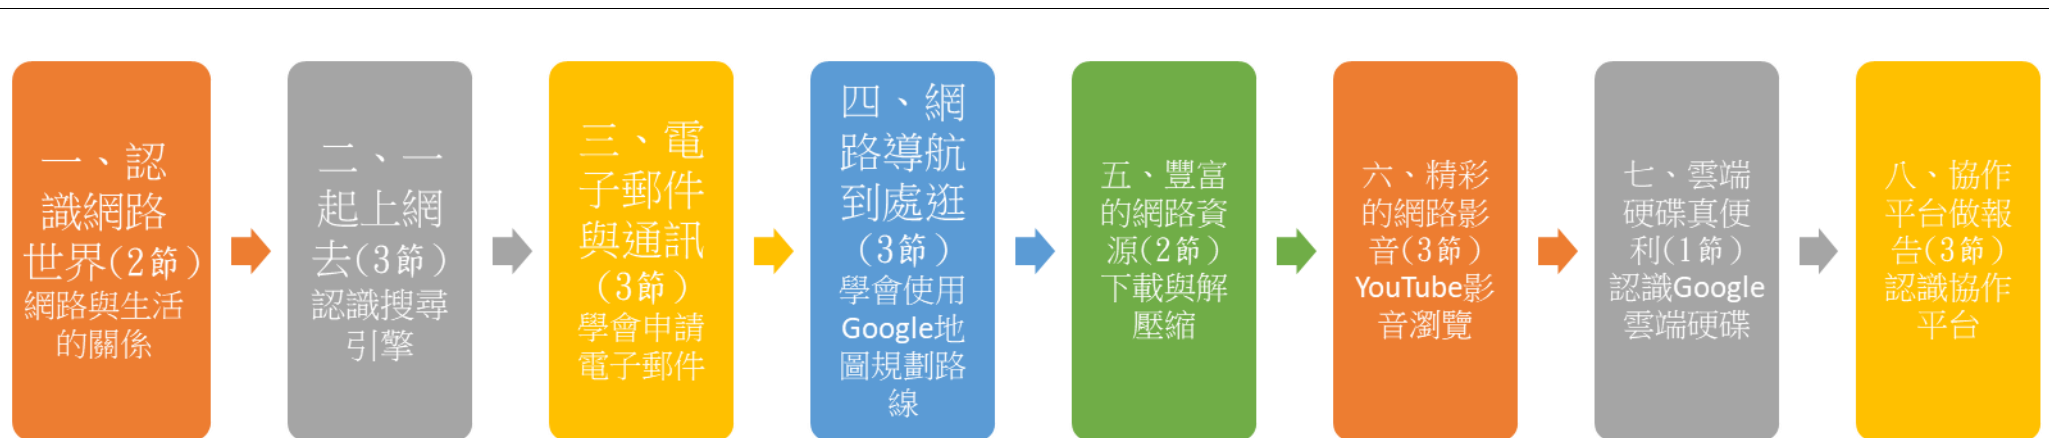 一、認
識網路
世界(2節)
網路與生活
的關係
二、一
起上網
去(3節)
認識搜尋
引擎
三、電
子郵件
與通訊
(3節)
學會申請
電子郵件
四、網
路導航
到處逛
(3節)
學會使用
Google地
圖規劃路
線
五、豐富
的網路資
源(2節)
下載與解
壓縮
六、精彩
的網路影
音(3節)
YouTube影
音瀏覽
七、雲端
硬碟真便
利(1節)
認識Google
雲端硬碟
八、協作
平台做報
告(3節)
認識協作
平台